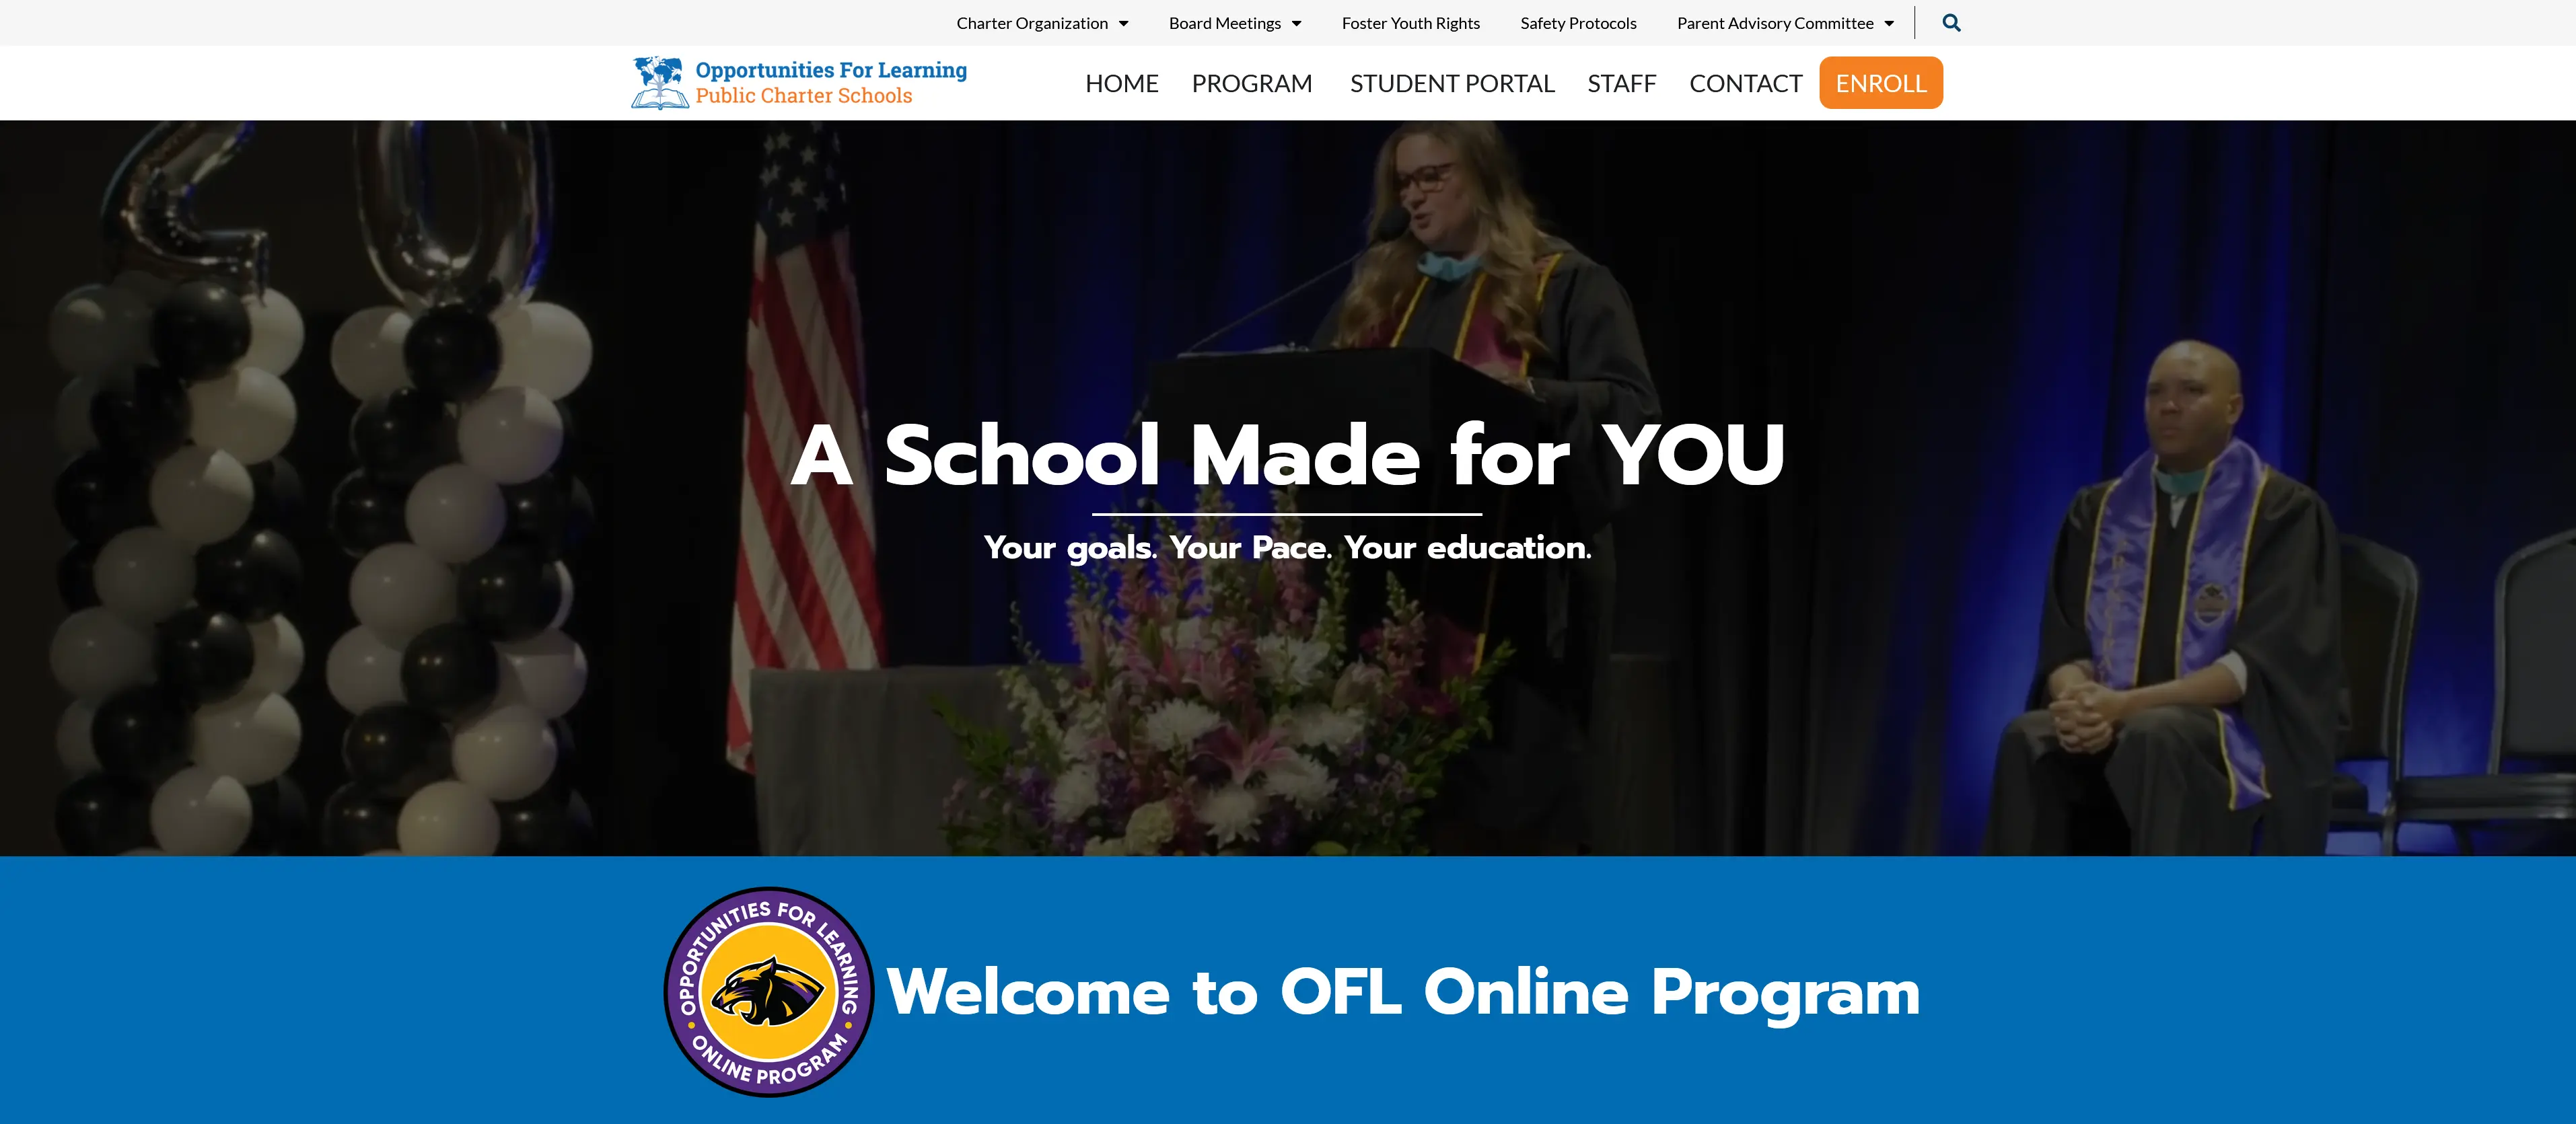 Charter Organization
Board Meetings
Foster Youth Rights
Safety Protocols
Parent Advisory Committee
Opportunities For Learning
Public Charter Schools
HOME
PROGRAM
STUDENT PORTAL
STAFF
CONTACT
ENROLL
20
A School Made for YOU
Your goals. Your Pace. Your education.
OPPORTUNITIES FOR LEARNING
ONLINE PROGRAM
Welcome to OFL Online Program